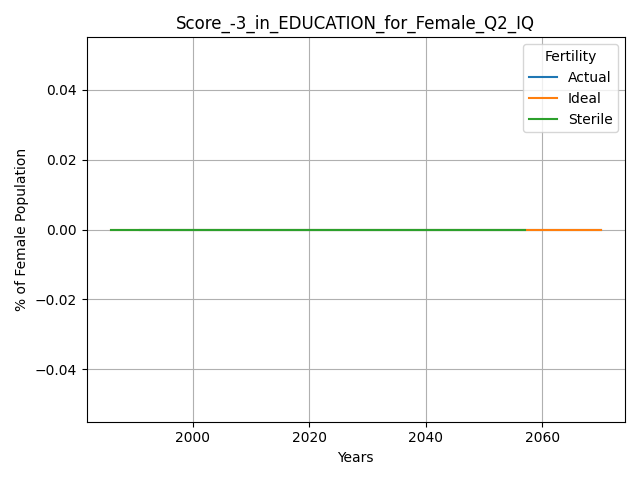 Score_-3_in_EDUCATION_for_Female_Q2_IQ
Fertility
Actual
Ideal
Sterile
% of Female Population
0.04
0.02
0.00
−0.02
−0.04
2000
2020
2040
2060
Years